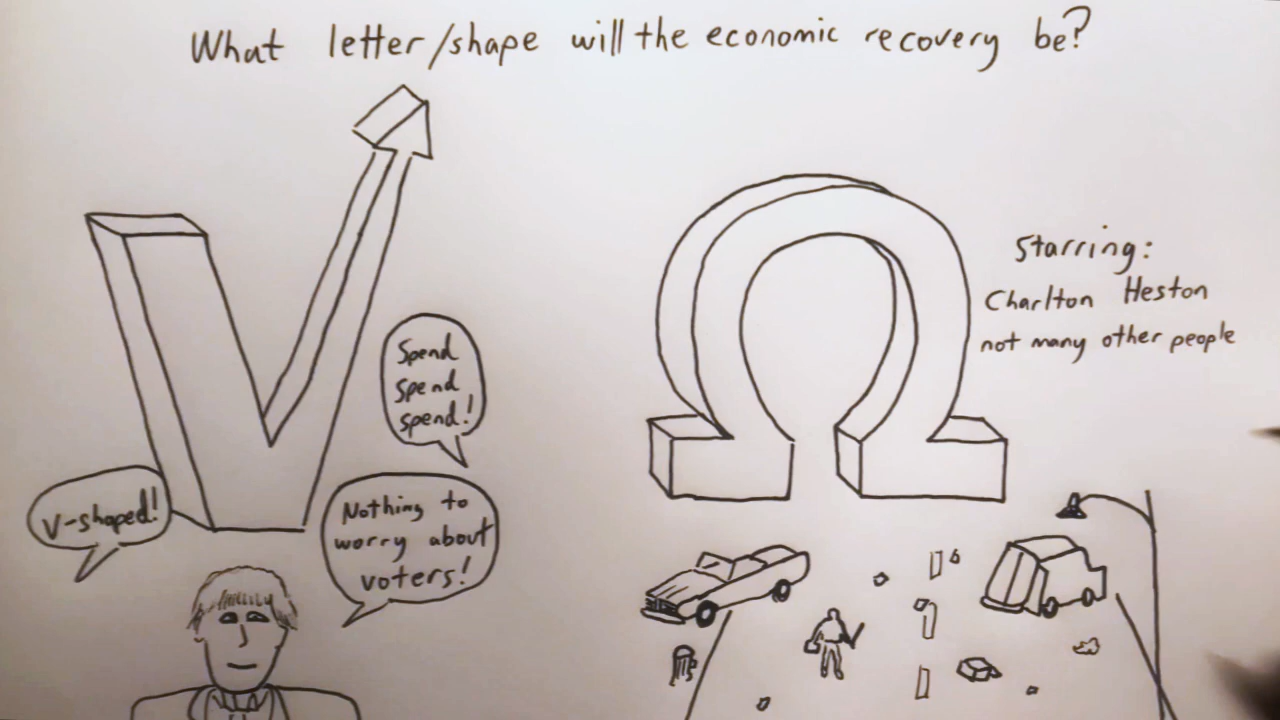 What letter/shape will the economic recovery be?
V
Ω
Starring:
Charlton Heston
not many other people
Spend
spend
spend!
V-shaped!
Nothing to
worry about
voters!